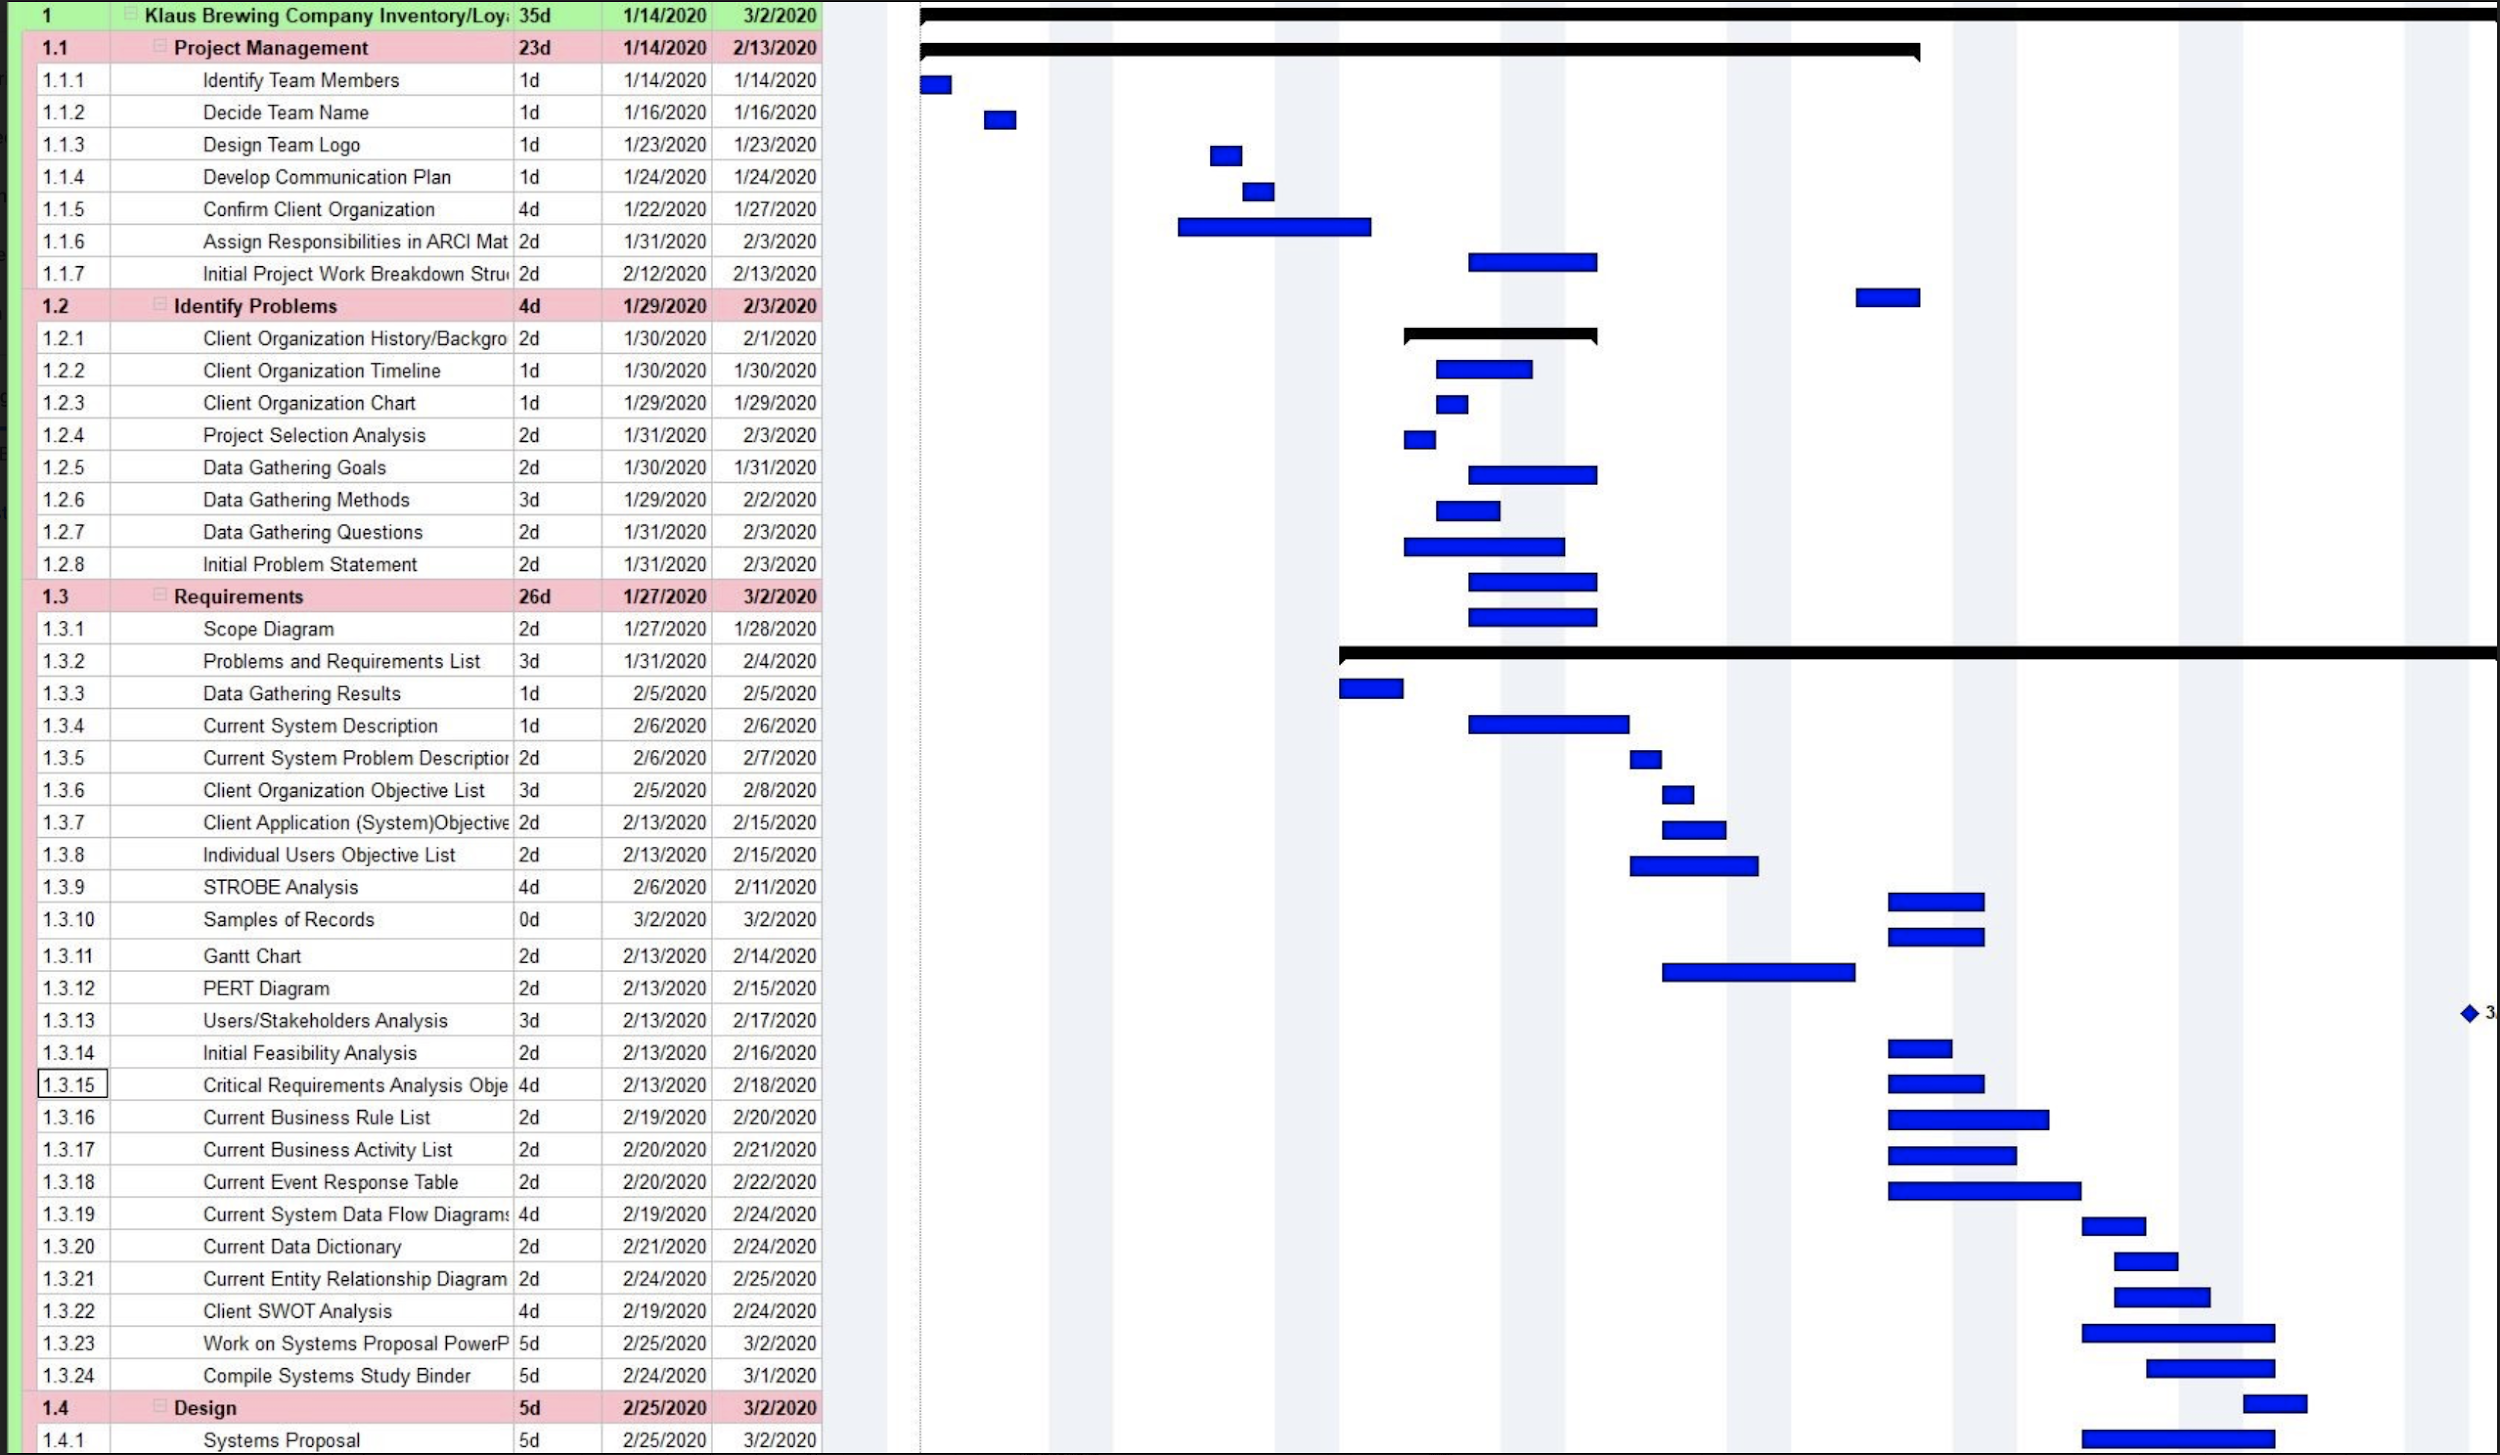 1 Klaus Brewing Company Inventory/Loy 35d 1/14/2020 3/2/2020
1.1 Project Management 23d 1/14/2020 2/13/2020
1.1.1 Identify Team Members 1d 1/14/2020 1/14/2020
1.1.2 Decide Team Name 1d 1/16/2020 1/16/2020
1.1.3 Design Team Logo 1d 1/23/2020 1/23/2020
1.1.4 Develop Communication Plan 1d 1/24/2020 1/24/2020
1.1.5 Confirm Client Organization 4d 1/22/2020 1/27/2020
1.1.6 Assign Responsibilities in ARCI Mat 2d 1/31/2020 2/3/2020
1.1.7 Initial Project Work Breakdown Stru 2d 2/12/2020 2/13/2020
1.2 Identify Problems 4d 1/29/2020 2/3/2020
1.2.1 Client Organization History/Backgro 2d 1/30/2020 2/1/2020
1.2.2 Client Organization Timeline 1d 1/30/2020 1/30/2020
1.2.3 Client Organization Chart 1d 1/29/2020 1/29/2020
1.2.4 Project Selection Analysis 2d 1/31/2020 2/3/2020
1.2.5 Data Gathering Goals 2d 1/30/2020 1/31/2020
1.2.6 Data Gathering Methods 3d 1/29/2020 2/2/2020
1.2.7 Data Gathering Questions 2d 1/31/2020 2/3/2020
1.2.8 Initial Problem Statement 2d 1/31/2020 2/3/2020
1.3 Requirements 26d 1/27/2020 3/2/2020
1.3.1 Scope Diagram 2d 1/27/2020 1/28/2020
1.3.2 Problems and Requirements List 3d 1/31/2020 2/4/2020
1.3.3 Data Gathering Results 1d 2/5/2020 2/5/2020
1.3.4 Current System Description 1d 2/6/2020 2/6/2020
1.3.5 Current System Problem Description 2d 2/6/2020 2/7/2020
1.3.6 Client Organization Objective List 3d 2/5/2020 2/8/2020
1.3.7 Client Application (System)Objective 2d 2/13/2020 2/15/2020
1.3.8 Individual Users Objective List 2d 2/13/2020 2/15/2020
1.3.9 STROBE Analysis 4d 2/6/2020 2/11/2020
1.3.10 Samples of Records 0d 3/2/2020 3/2/2020
1.3.11 Gantt Chart 2d 2/13/2020 2/14/2020
1.3.12 PERT Diagram 2d 2/13/2020 2/15/2020
1.3.13 Users/Stakeholders Analysis 3d 2/13/2020 2/17/2020
3
1.3.14 Initial Feasibility Analysis 2d 2/13/2020 2/16/2020
1.3.15 Critical Requirements Analysis Obje 4d 2/13/2020 2/18/2020
1.3.16 Current Business Rule List 2d 2/19/2020 2/20/2020
1.3.17 Current Business Activity List 2d 2/20/2020 2/21/2020
1.3.18 Current Event Response Table 2d 2/20/2020 2/22/2020
1.3.19 Current System Data Flow Diagrams 4d 2/19/2020 2/24/2020
1.3.20 Current Data Dictionary 2d 2/21/2020 2/24/2020
1.3.21 Current Entity Relationship Diagram 2d 2/24/2020 2/25/2020
1.3.22 Client SWOT Analysis 4d 2/19/2020 2/24/2020
1.3.23 Work on Systems Proposal PowerP 5d 2/25/2020 3/2/2020
1.3.24 Compile Systems Study Binder 5d 2/24/2020 3/1/2020
1.4 Design 5d 2/25/2020 3/2/2020
1.4.1 Systems Proposal 5d 2/25/2020 3/2/2020